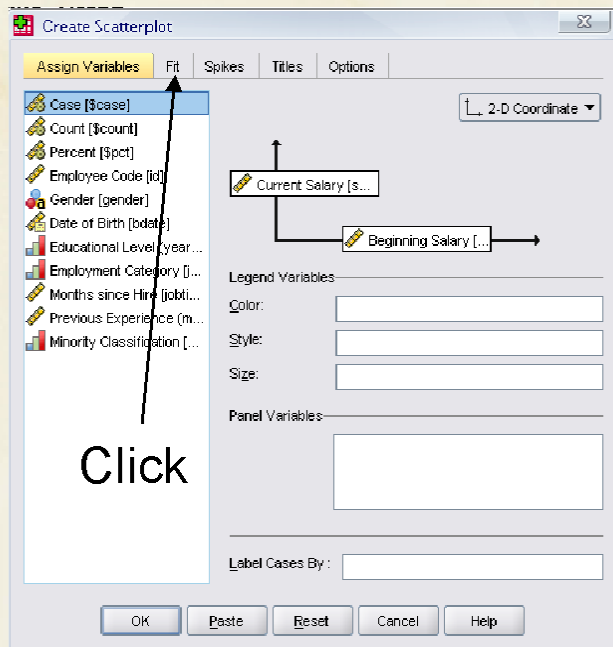 Create Scatterplot
Assign Variables Fit Spikes Titles Options
Case [$case]
Count [$count]
Percent [$pct]
Employee Code [id]
Gender [gender]
Date of Birth [bdate]
Educational Level (year...
Employment Category [j...
Months since Hire [jobti...
Previous Experience (m...
Minority Classification [...
2-D Coordinate
Current Salary [s...
Beginning Salary [...
Legend Variables
Color:
Style:
Size:
Panel Variables
Label Cases By :
Click
OK Paste Reset Cancel Help